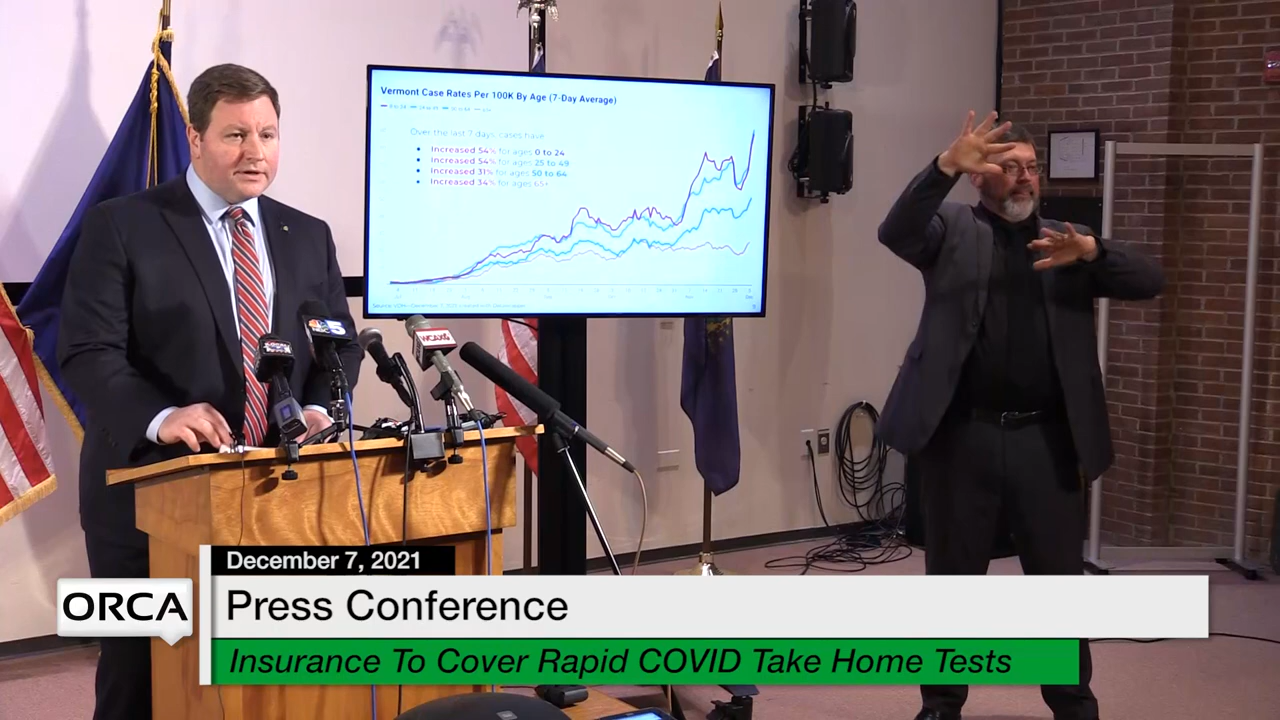 Vermont Case Rates Per 100K By Age (7-Day Average)
Over the last 7 days, cases have
Increased 54% for ages 0 to 24
Increased 54% for ages 25 to 49
Increased 31% for ages 50 to 64
Increased 34% for ages 65+
5
WCAX
December 7, 2021
ORCA
Press Conference
Insurance To Cover Rapid COVID Take Home Tests